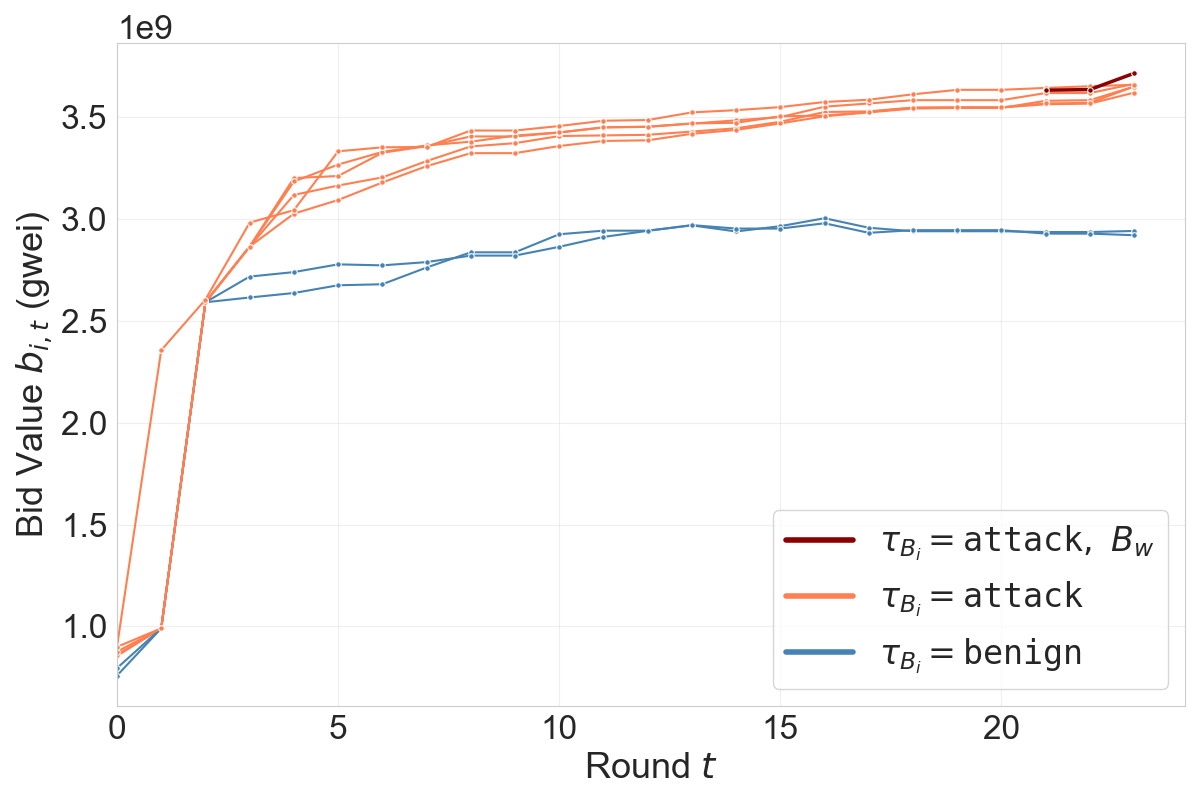 1e9
3.5
3.0
2.5
2.0
1.5
1.0
Bid Value b_{i,t} (gwei)
0 5 10 15 20
Round t
τ_{B_i} = attack, B_w
τ_{B_i} = attack
τ_{B_i} = benign